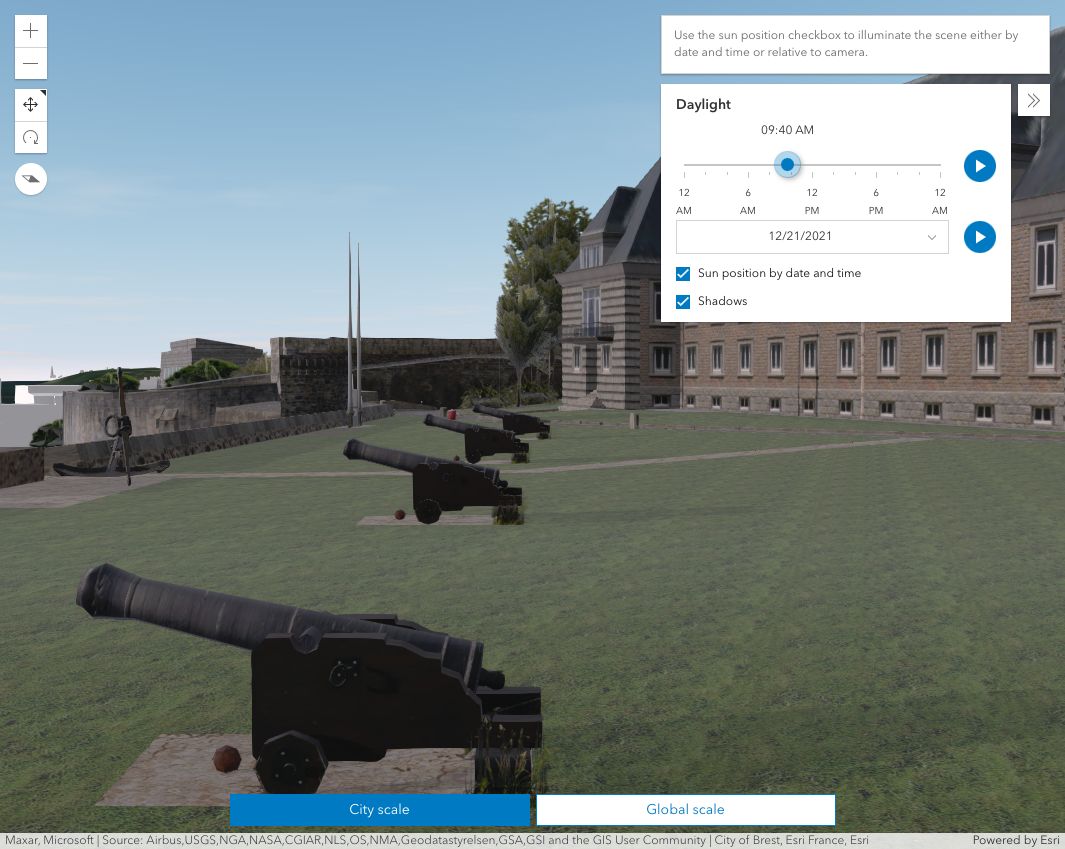 Use the sun position checkbox to illuminate the scene either by
date and time or relative to camera.
Daylight
09:40 AM
12 6 12 6 12
AM AM PM PM AM
12/21/2021
Sun position by date and time
Shadows
City scale
Global scale
Maxar, Microsoft | Source: Airbus,USGS,NGA,NASA,CGIAR,NLS,OS,NMA,Geodatastyrelsen,GSA,GSI and the GIS User Community | City of Brest, Esri France, Esri
Powered by Esri